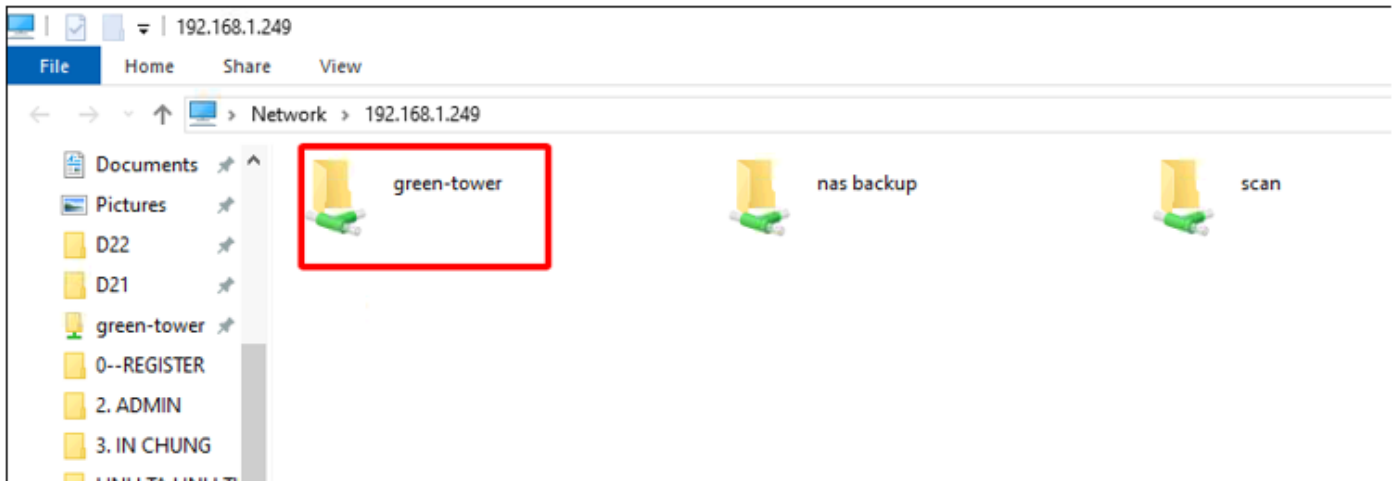 192.168.1.249
File Home Share View
Network > 192.168.1.249
Documents
Pictures
D22
D21
green-tower
0--REGISTER
2. ADMIN
3. IN CHUNG
green-tower
nas backup
scan